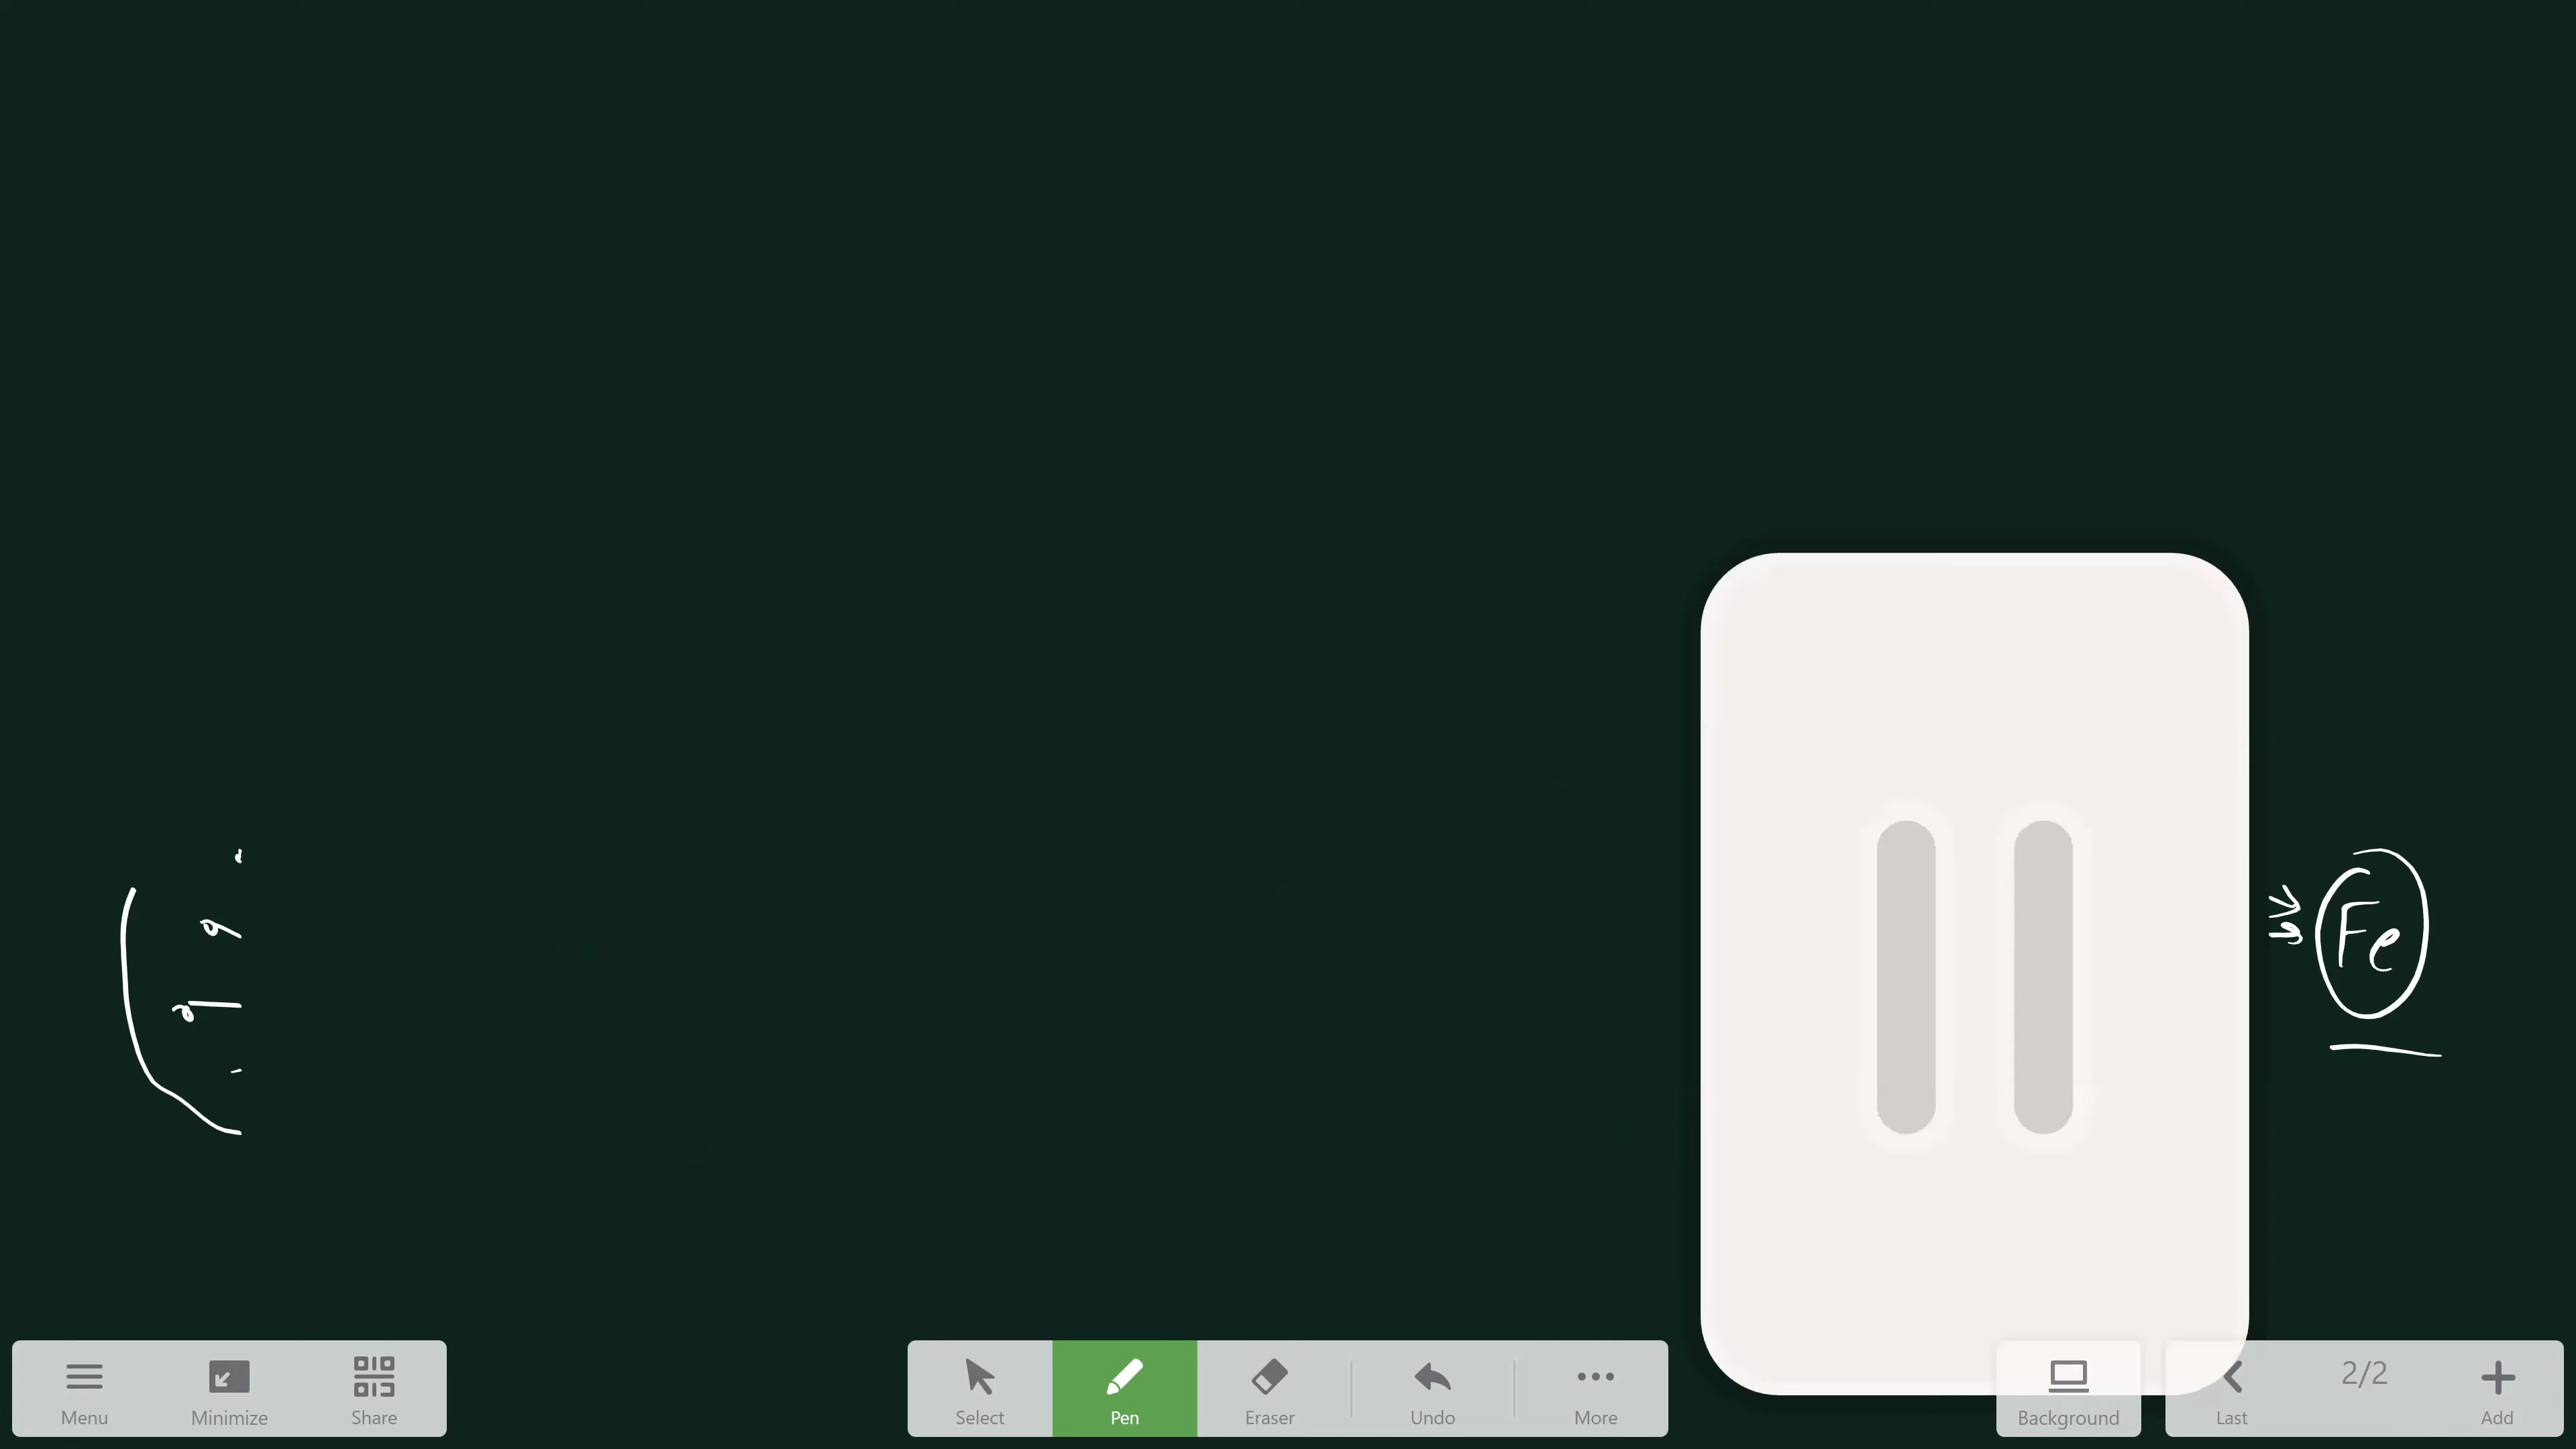 Fe
Menu
Minimize
Share
Select
Pen
Eraser
Undo
More
Background
Last
2/2
Add